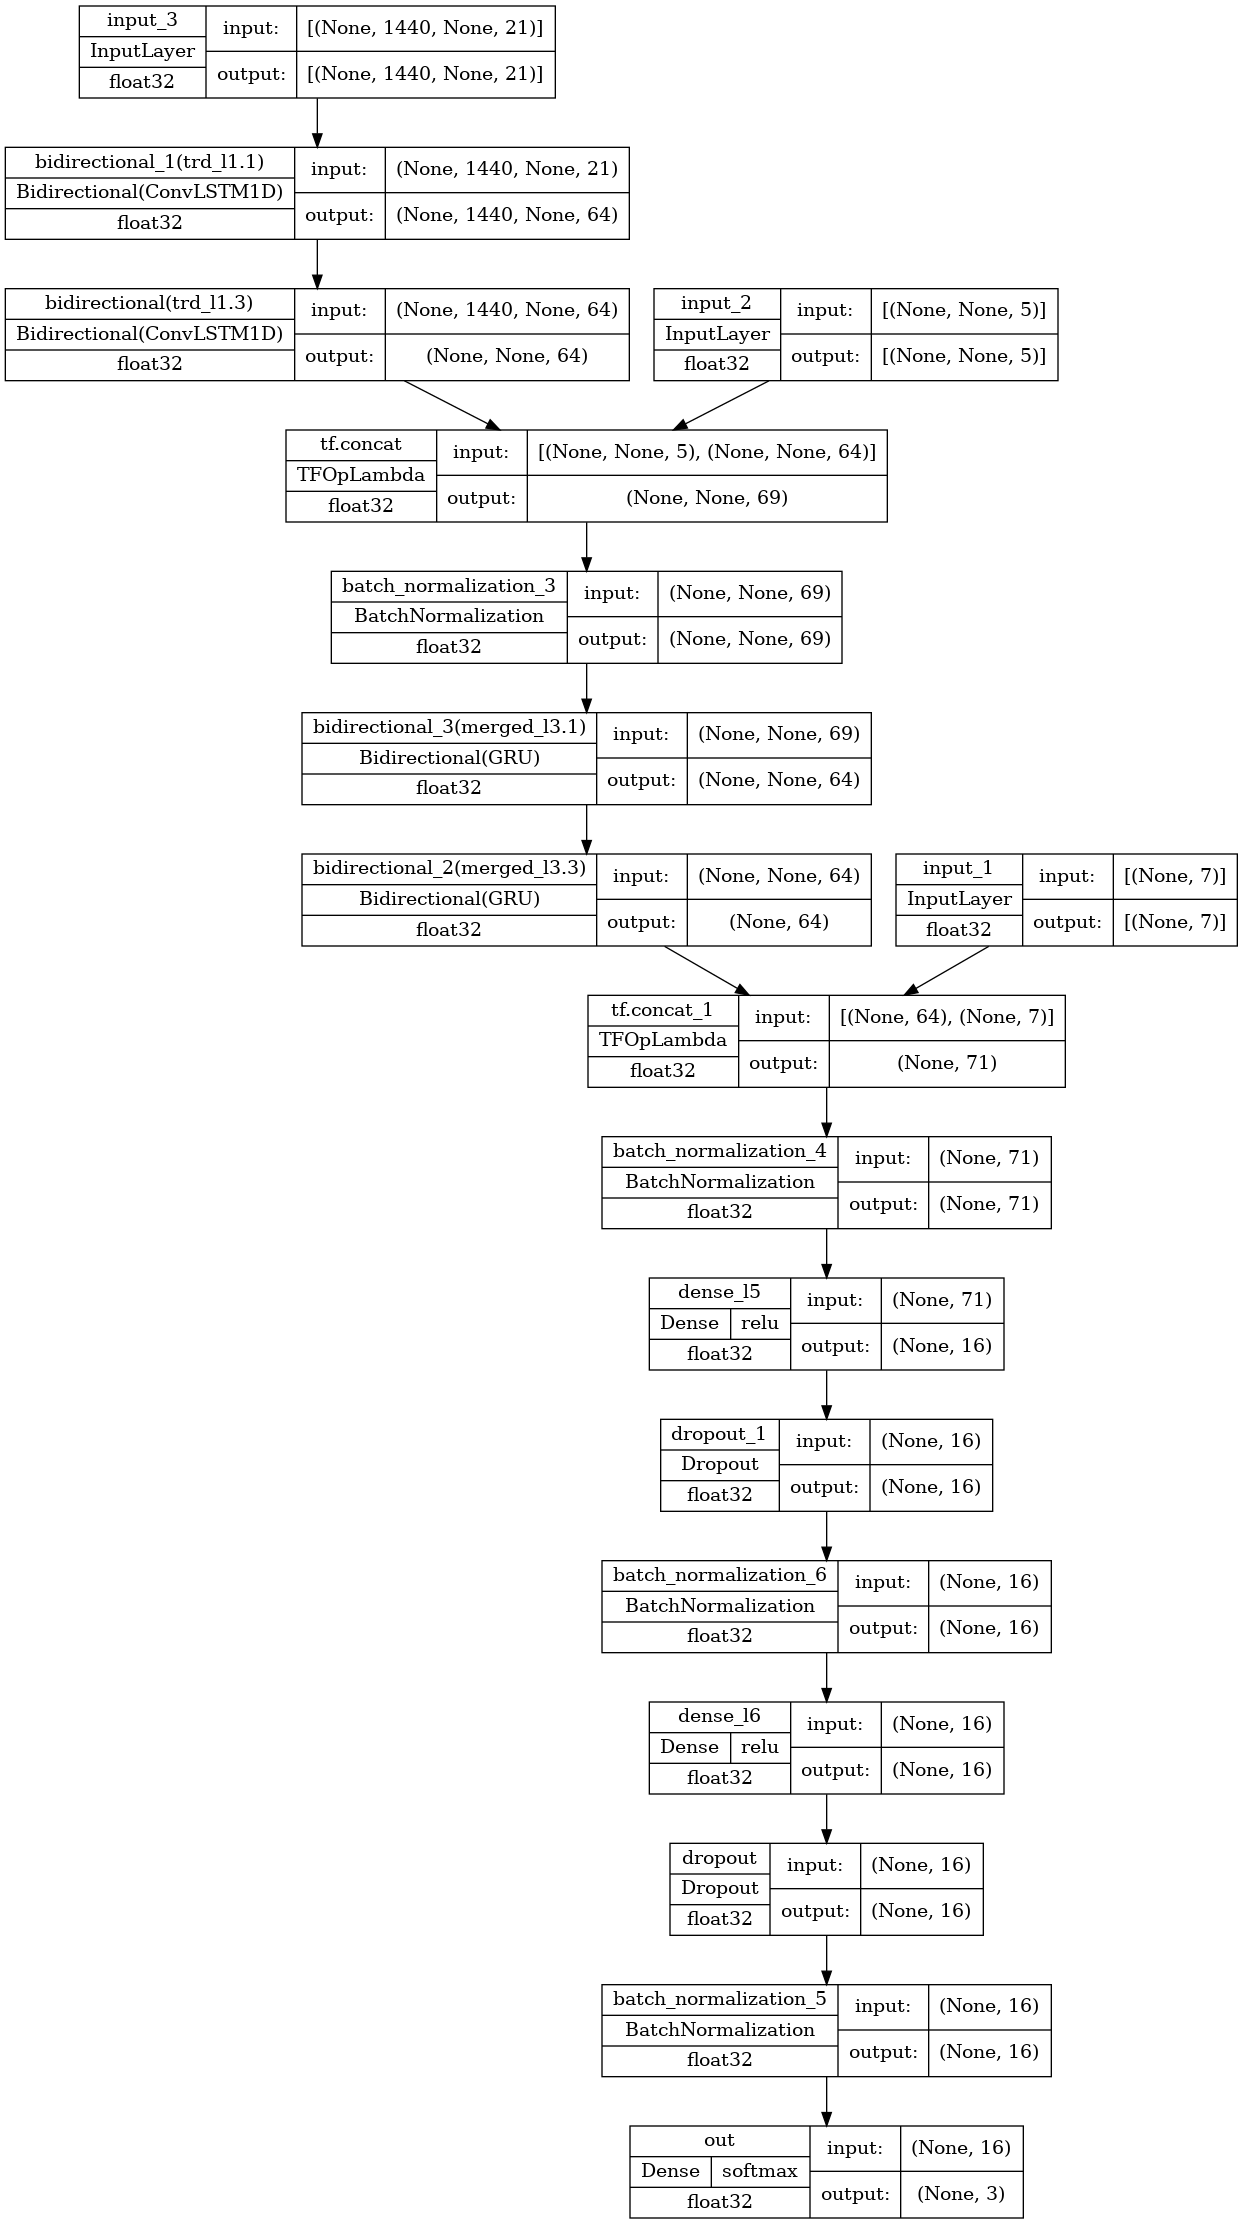 input_3
InputLayer
float32
input:
[(None, 1440, None, 21)]
output:
[(None, 1440, None, 21)]
bidirectional_1(trd_l1.1)
Bidirectional(ConvLSTM1D)
float32
input:
(None, 1440, None, 21)
output:
(None, 1440, None, 64)
bidirectional(trd_l1.3)
Bidirectional(ConvLSTM1D)
float32
input:
(None, 1440, None, 64)
output:
(None, None, 64)
input_2
InputLayer
float32
input:
[(None, None, 5)]
output:
[(None, None, 5)]
tf.concat
TFOpLambda
float32
input:
[(None, None, 5), (None, None, 64)]
output:
(None, None, 69)
batch_normalization_3
BatchNormalization
float32
input:
(None, None, 69)
output:
(None, None, 69)
bidirectional_3(merged_l3.1)
Bidirectional(GRU)
float32
input:
(None, None, 69)
output:
(None, None, 64)
bidirectional_2(merged_l3.3)
Bidirectional(GRU)
float32
input:
(None, None, 64)
output:
(None, 64)
input_1
InputLayer
float32
input:
[(None, 7)]
output:
[(None, 7)]
tf.concat_1
TFOpLambda
float32
input:
[(None, 64), (None, 7)]
output:
(None, 71)
batch_normalization_4
BatchNormalization
float32
input:
(None, 71)
output:
(None, 71)
dense_l5
Dense relu
float32
input:
(None, 71)
output:
(None, 16)
dropout_1
Dropout
float32
input:
(None, 16)
output:
(None, 16)
batch_normalization_6
BatchNormalization
float32
input:
(None, 16)
output:
(None, 16)
dense_l6
Dense relu
float32
input:
(None, 16)
output:
(None, 16)
dropout
Dropout
float32
input:
(None, 16)
output:
(None, 16)
batch_normalization_5
BatchNormalization
float32
input:
(None, 16)
output:
(None, 16)
out
Dense softmax
float32
input:
(None, 16)
output:
(None, 3)